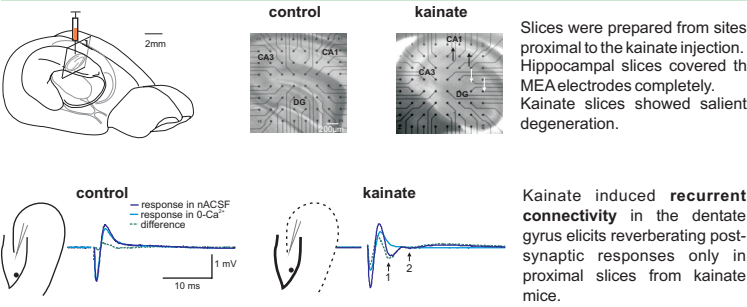 control
kainate
2mm
CA1
CA3
DG
200µm
CA1
CA3
DG
Slices were prepared from sites
proximal to the kainate injection.
Hippocampal slices covered th
MEA electrodes completely.
Kainate slices showed salient
degeneration.
control
response in nACSF
response in 0-Ca²⁺
difference
1 mV
10 ms
kainate
1
2
Kainate induced recurrent
connectivity in the dentate
gyrus elicits reverberating post-
synaptic responses only in
proximal slices from kainate
mice.